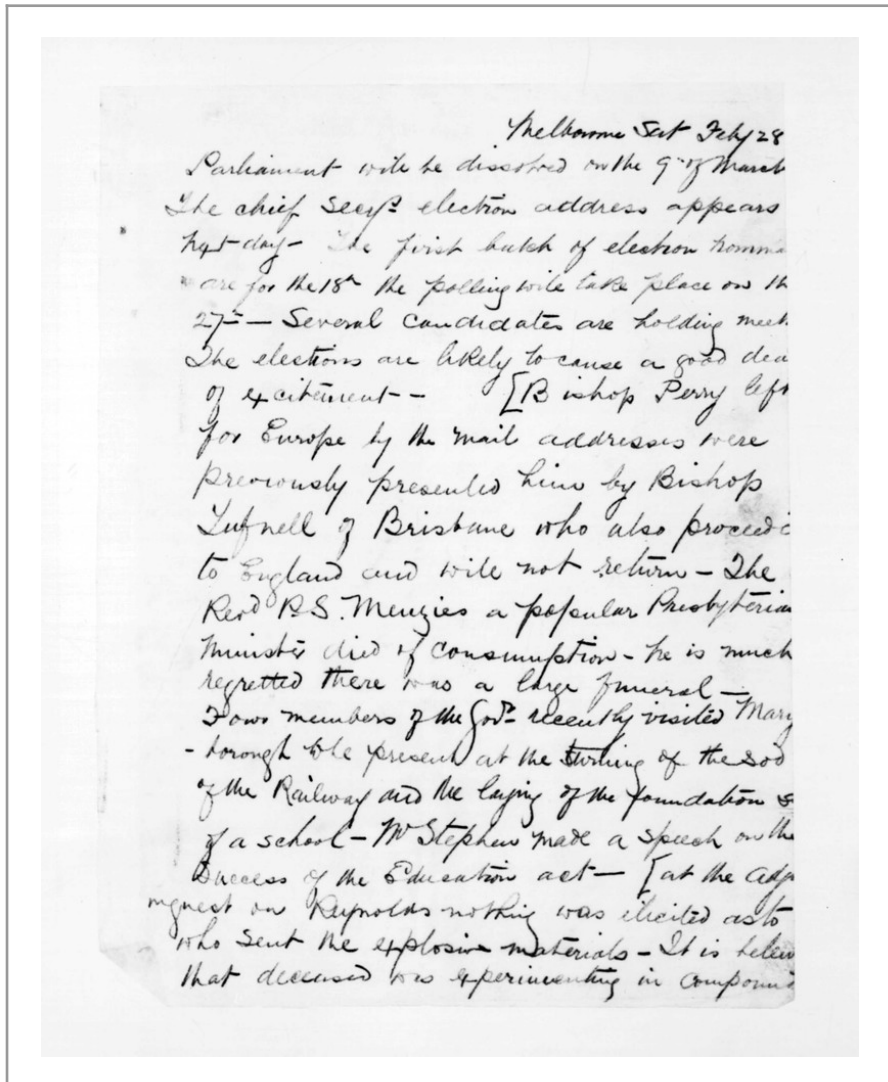 Melbourne Sat Feby 28
Parliament will be dissolved on the 9th of March
The chief Secys election address appears
next day - The first batch of election nomina
are for the 18th the polling will take place on th
27th - Several candidates are holding meet
The elections are likely to cause a good dea
of excitement - - [Bishop Perry left
for Europe by the mail addresses were
previously presented him by Bishop
Tufnell of Brisbane who also proceed
to England and will not return - The
Revd P.S. Menzies a popular Presbyterian
Minister died of consumption - he is much
regretted there was a large funeral -
Four members of the Govt recently visited Mary
- borough to be present at the turning of the sod
of the Railway and the laying of the foundation s
of a school - Mr Stephen made a speech on the
Success of the Education act - [at the adj
inquest on Reynolds nothing was elicited as to
who sent the explosive materials - It is believ
that deceased was experimenting in compound